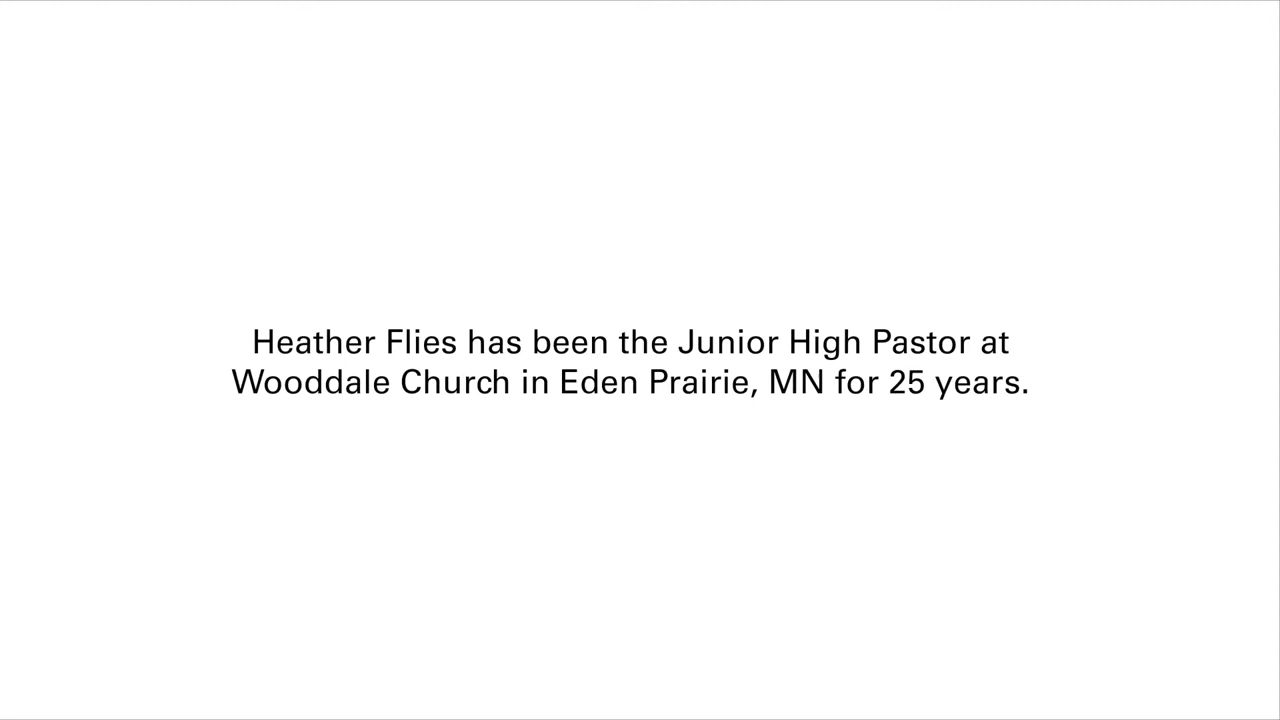 Heather Flies has been the Junior High Pastor at
Wooddale Church in Eden Prairie, MN for 25 years.